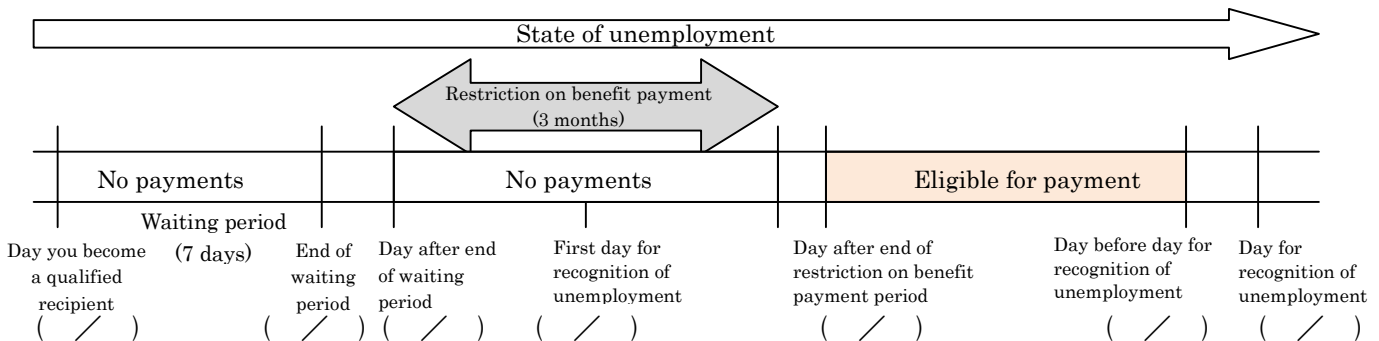 State of unemployment
Restriction on benefit payment
(3 months)
No payments
No payments
Eligible for payment
Waiting period
(7 days)
Day you become
a qualified
recipient
( ／ )
End of
waiting
period
( ／ )
Day after end
of waiting
period
( ／ )
First day for
recognition of
unemployment
( ／ )
Day after end of
restriction on benefit
payment period
( ／ )
Day before day for
recognition of
unemployment
( ／ )
Day for
recognition of
unemployment
( ／ )